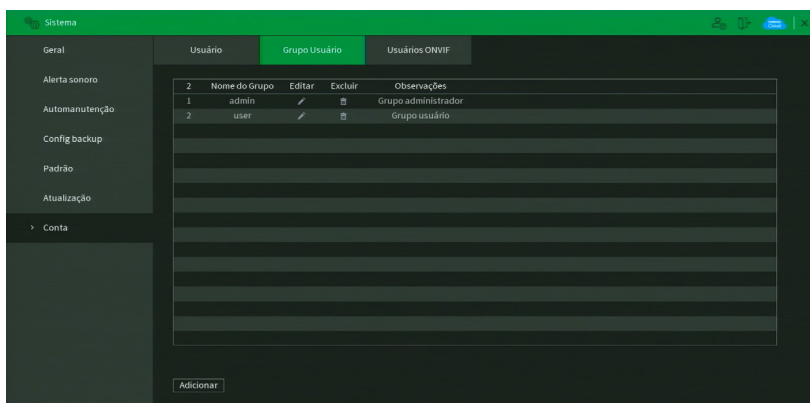 Sistema
Geral
Alerta sonoro
Automanutenção
Config backup
Padrão
Atualização
Conta
Usuário Grupo Usuário Usuários ONVIF
2 Nome do Grupo Editar Excluir Observações
1 admin Grupo administrador
2 user Grupo usuário
Adicionar